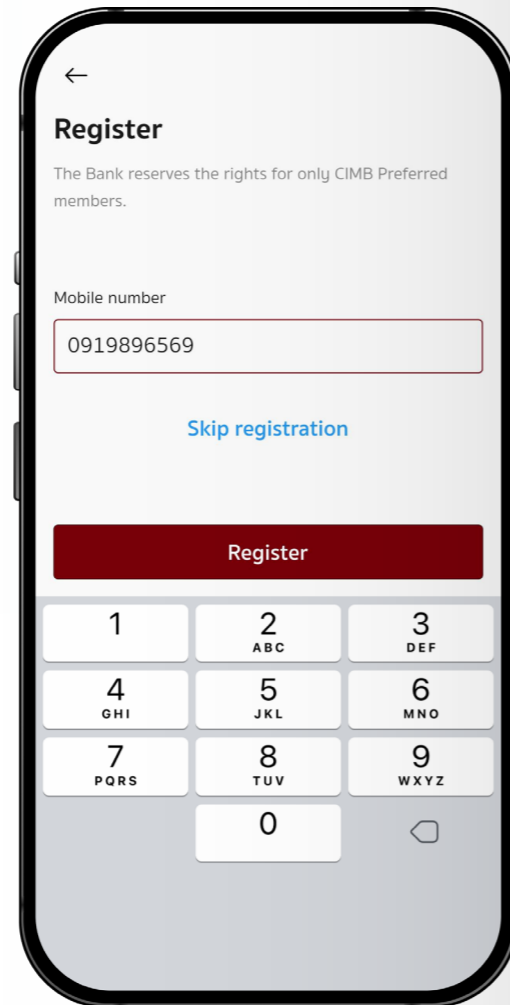 Register
The Bank reserves the rights for only CIMB Preferred
members.
Mobile number
0919896569
Skip registration
Register
1 2 3
ABC DEF
4 5 6
GHI JKL MNO
7 8 9
PQRS TUV WXYZ
0